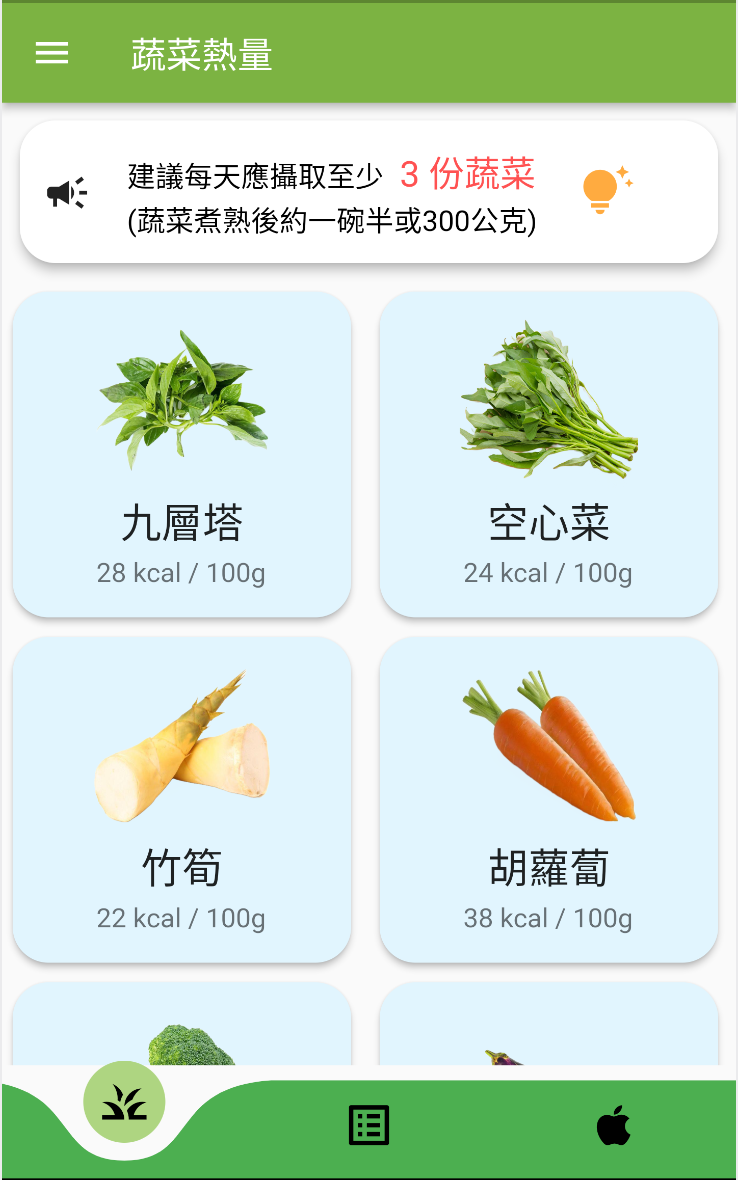 蔬菜熱量
建議每天應攝取至少 3 份蔬菜
(蔬菜煮熟後約一碗半或300公克)
九層塔
28 kcal / 100g
空心菜
24 kcal / 100g
竹筍
22 kcal / 100g
胡蘿蔔
38 kcal / 100g